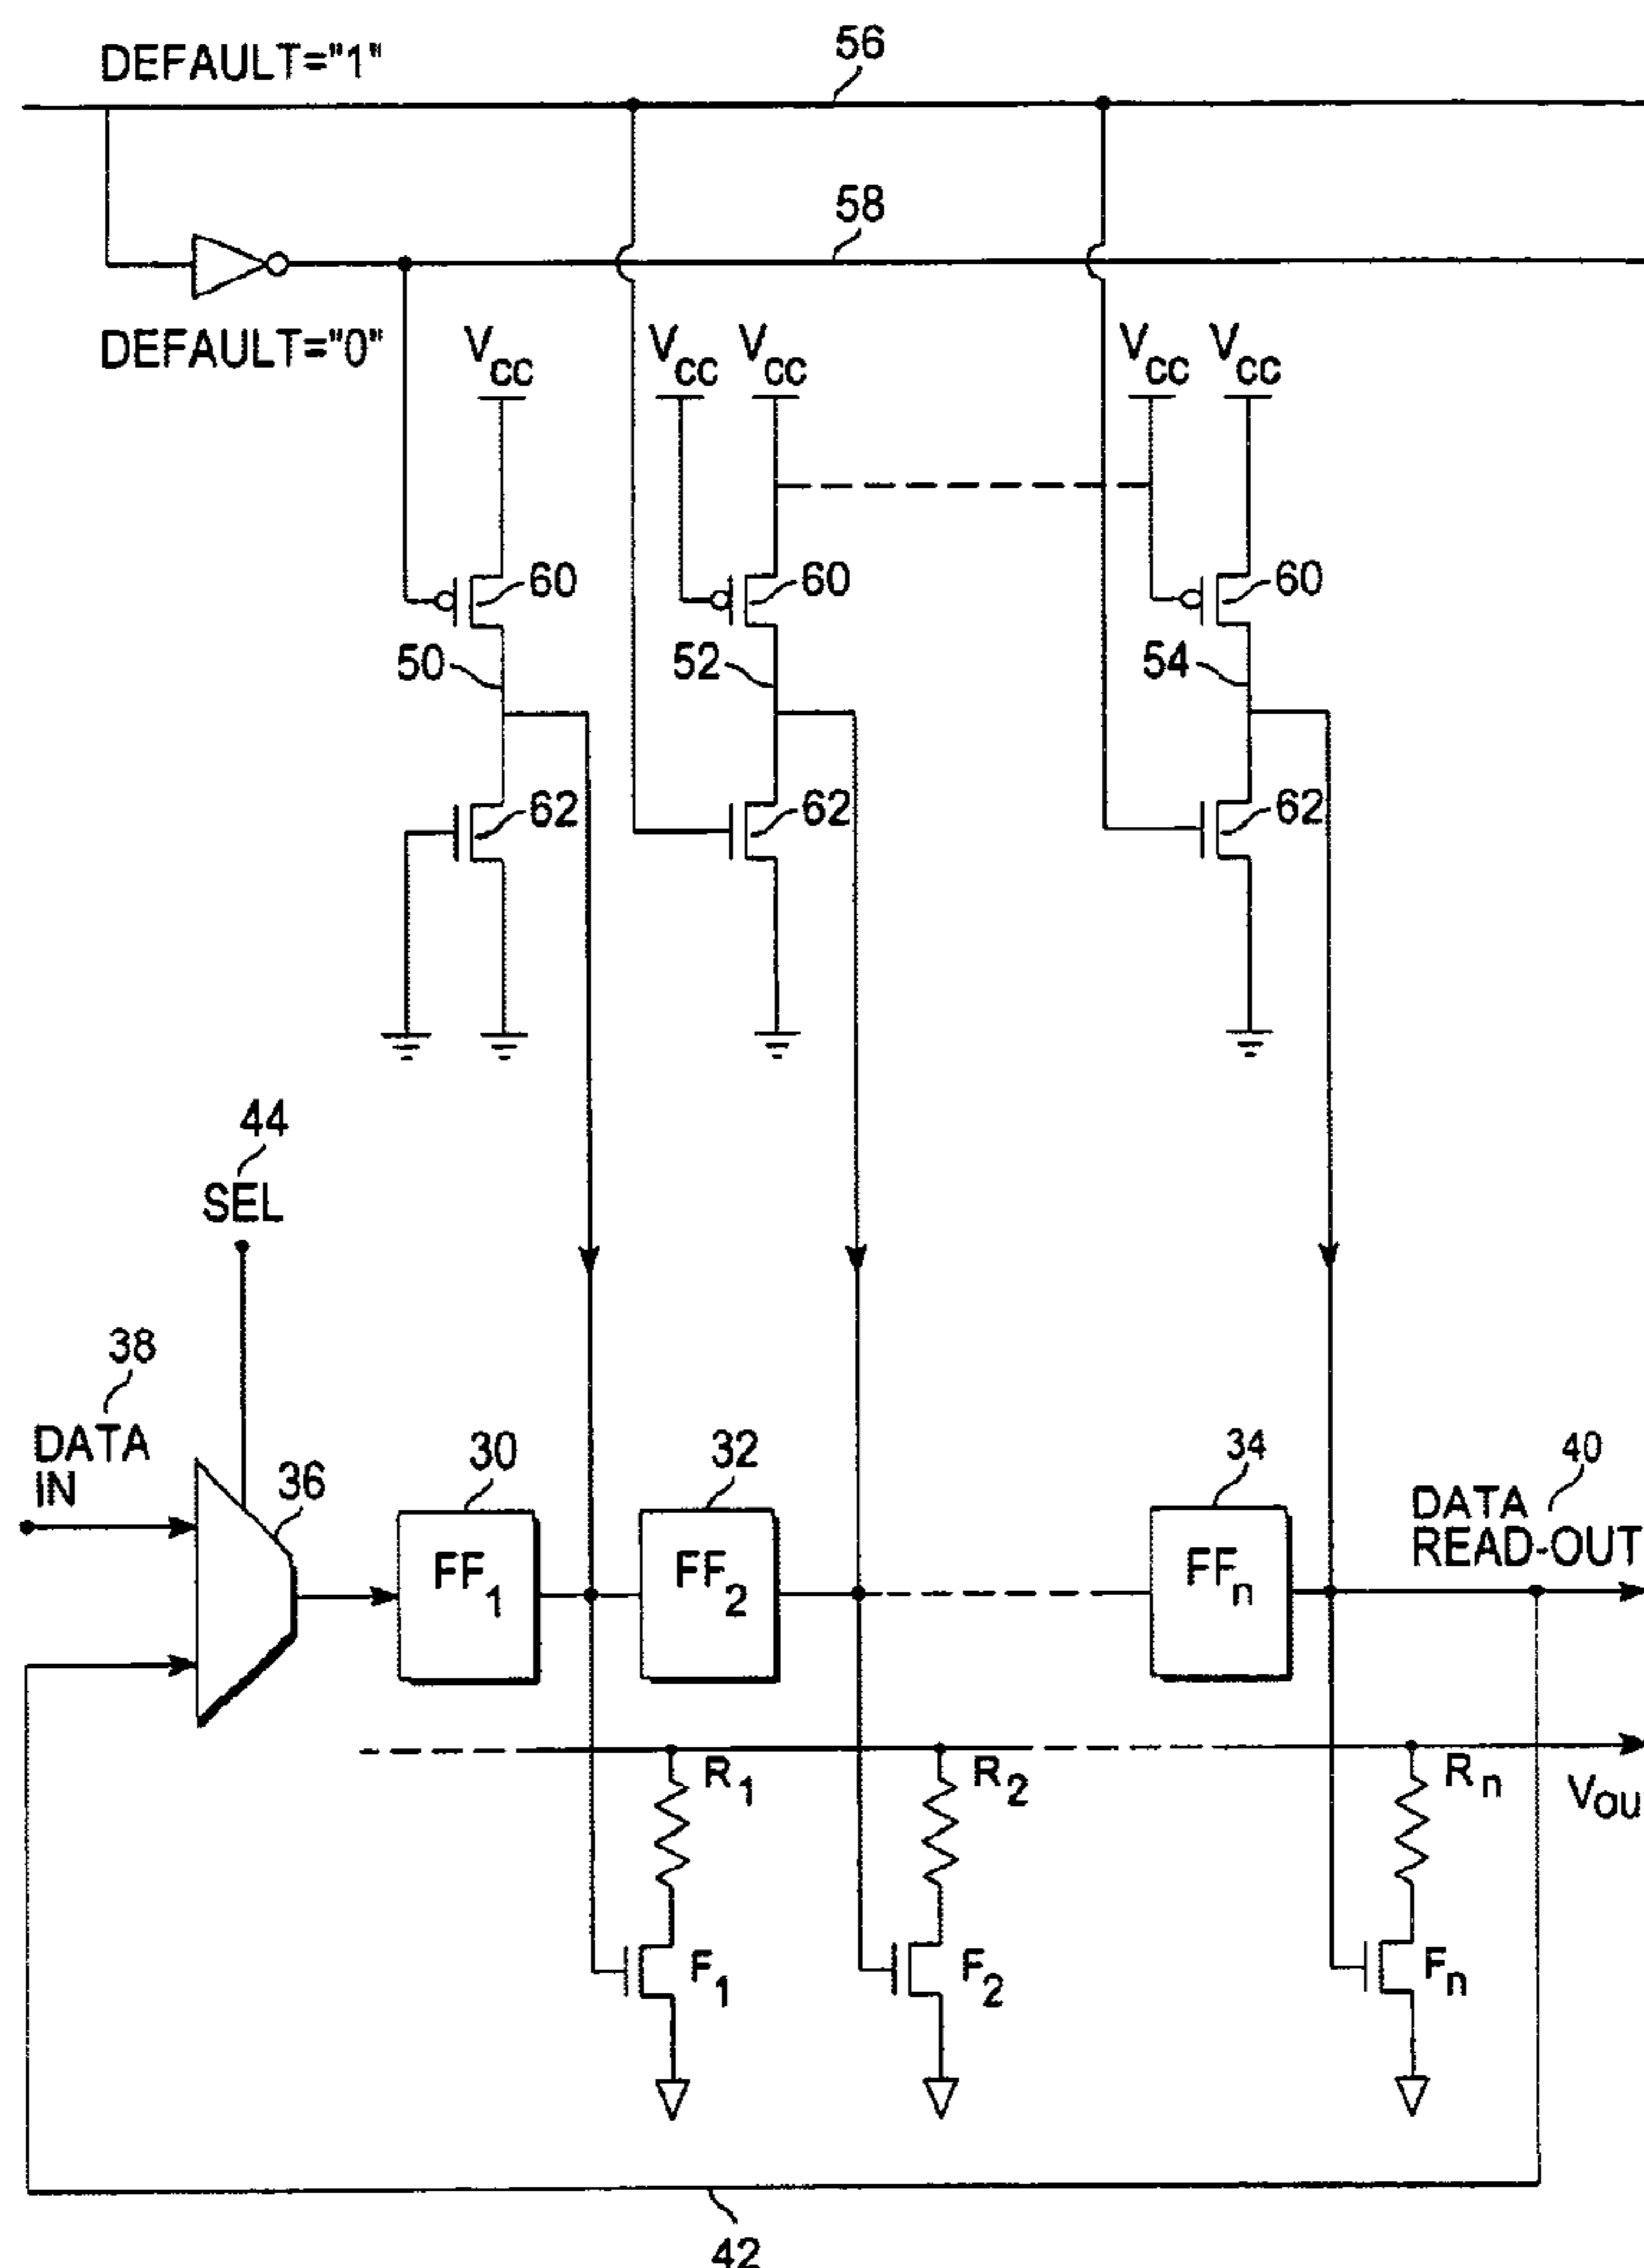 56
DEFAULT="1"
58
DEFAULT="0"
VCC
VCC
VCC
VCC
VCC
60
60
60
50
52
54
62
62
62
44
SEL
38
DATA
IN
36
30
32
34
40
DATA
READ-OUT
FF1
FF2
FFn
R1
R2
Rn
VOU
F1
F2
Fn
42